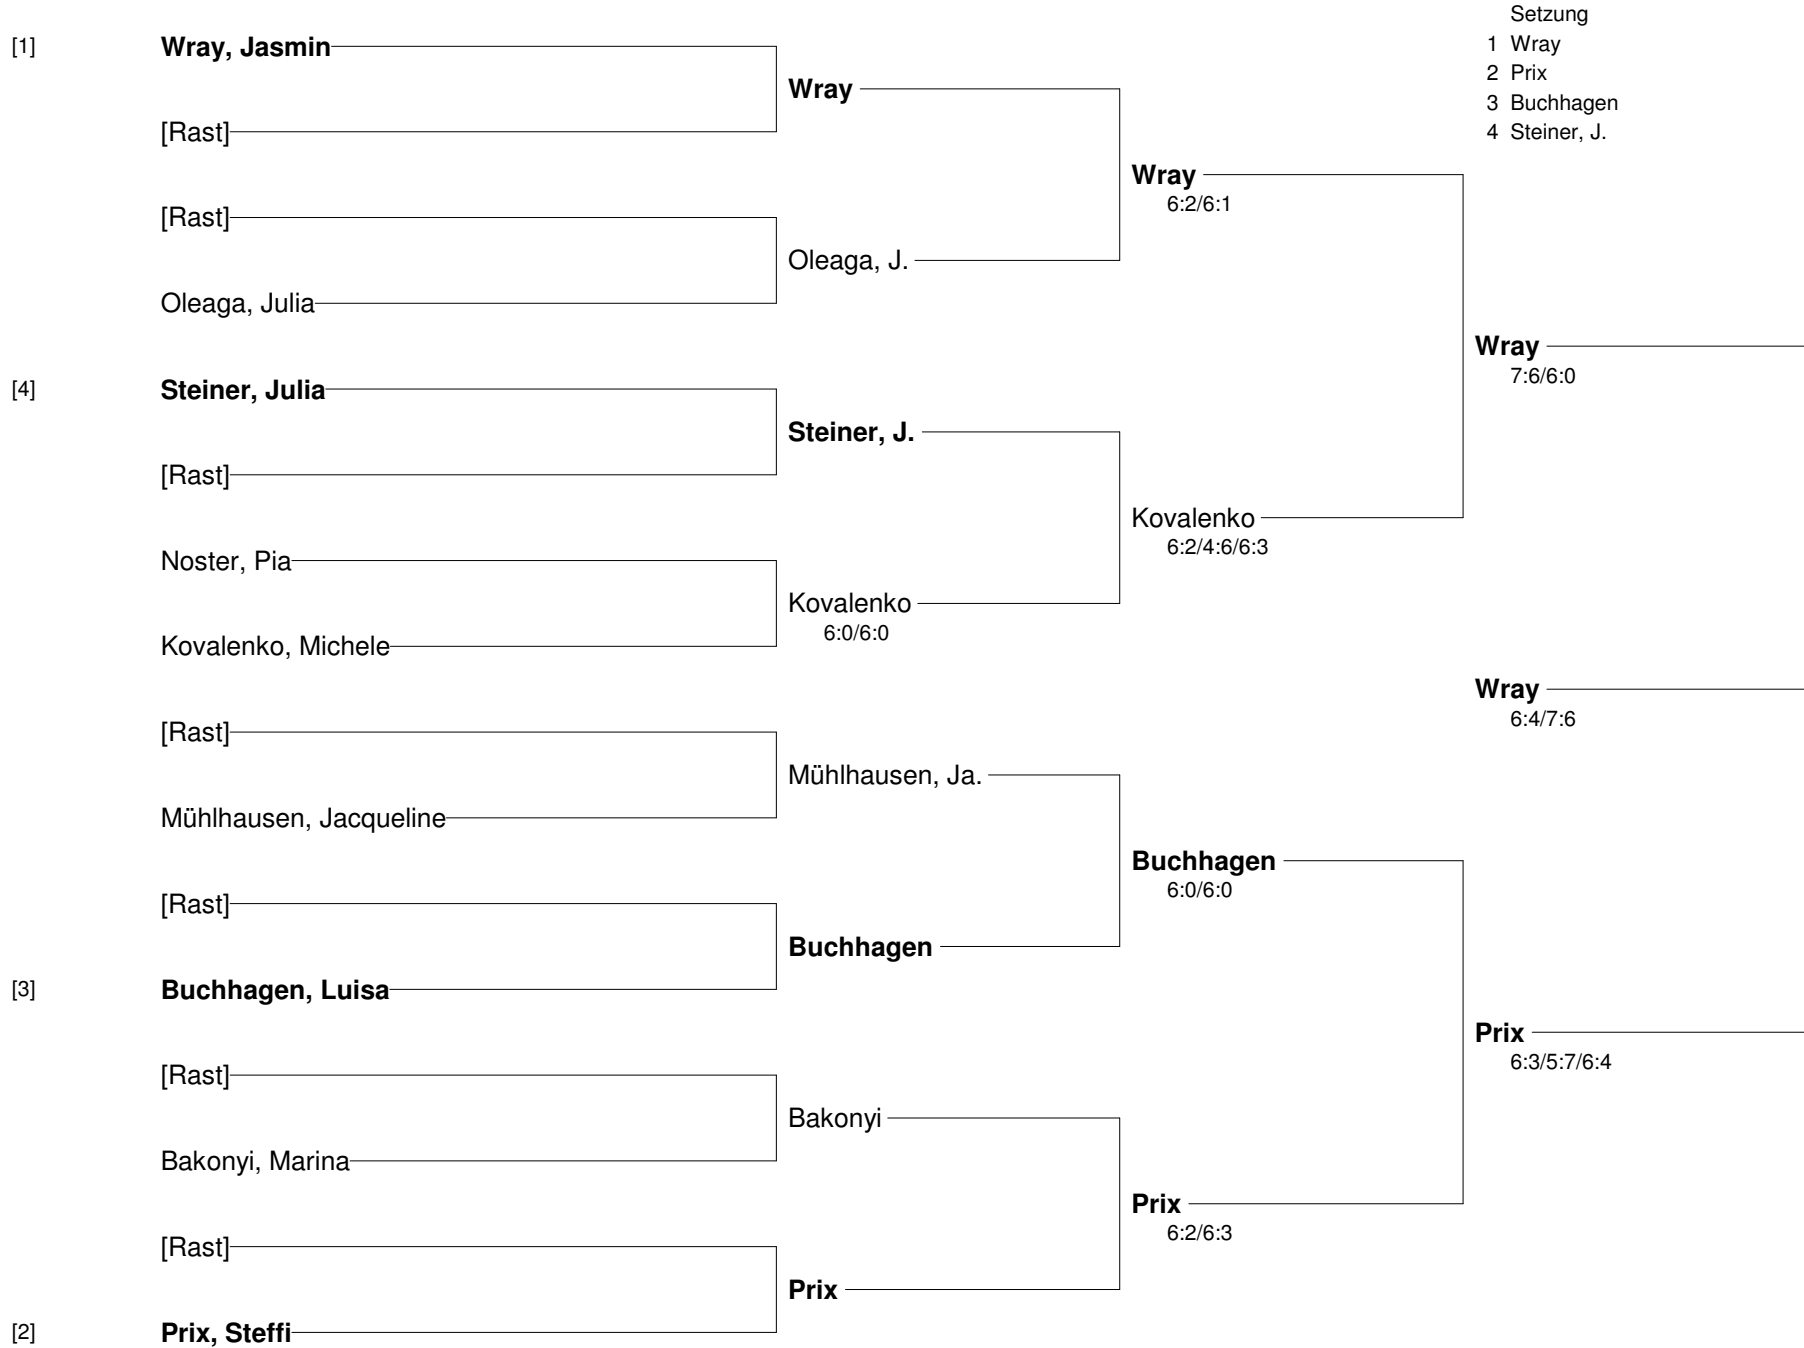 Setzung
1 Wray
2 Prix
3 Buchhagen
4 Steiner, J.
[1] Wray, Jasmin
[Rast]
[Rast]
Oleaga, Julia
[4] Steiner, Julia
[Rast]
Noster, Pia
Kovalenko, Michele
[Rast]
Mühlhausen, Jacqueline
[Rast]
[3] Buchhagen, Luisa
[Rast]
Bakonyi, Marina
[Rast]
[2] Prix, Steffi
Wray
Oleaga, J.
Steiner, J.
Kovalenko
6:0/6:0
Mühlhausen, Ja.
Buchhagen
Bakonyi
Prix
Wray
6:2/6:1
Kovalenko
6:2/4:6/6:3
Buchhagen
6:0/6:0
Prix
6:2/6:3
Wray
7:6/6:0
Wray
6:4/7:6
Prix
6:3/5:7/6:4